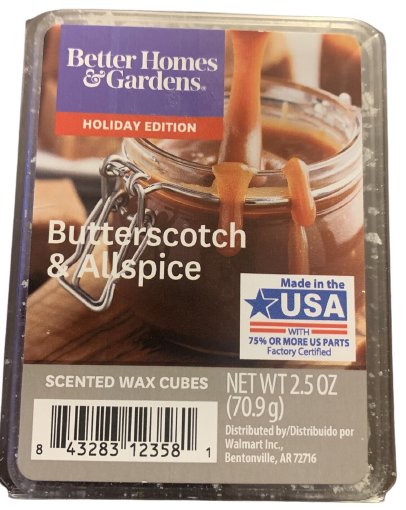 Better Homes
& Gardens®
HOLIDAY EDITION
Butterscotch
& Allspice
Made in the
USA
WITH
75% OR MORE US PARTS
Factory Certified
SCENTED WAX CUBES
NET WT 2.5 OZ
(70.9 g)
Distributed by/Distribuido por
Walmart Inc.,
Bentonville, AR 72716
8 43283 12358 1